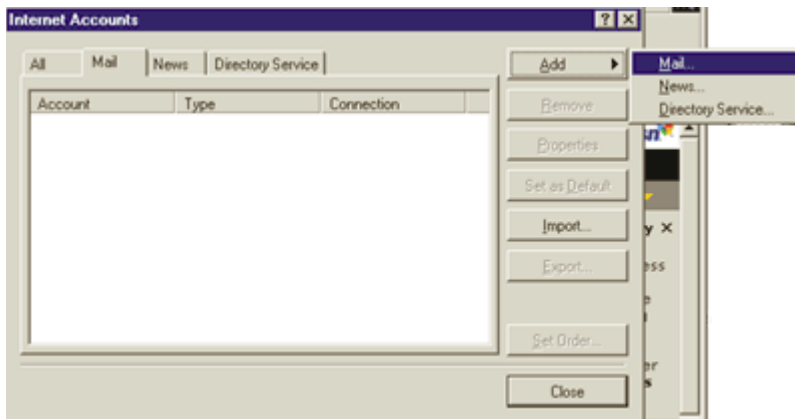 Internet Accounts
All Mail News Directory Service
Account Type Connection
Add
Remove
Properties
Set as Default
Import...
Export...
Set Order...
Close
Mail...
News...
Directory Service...